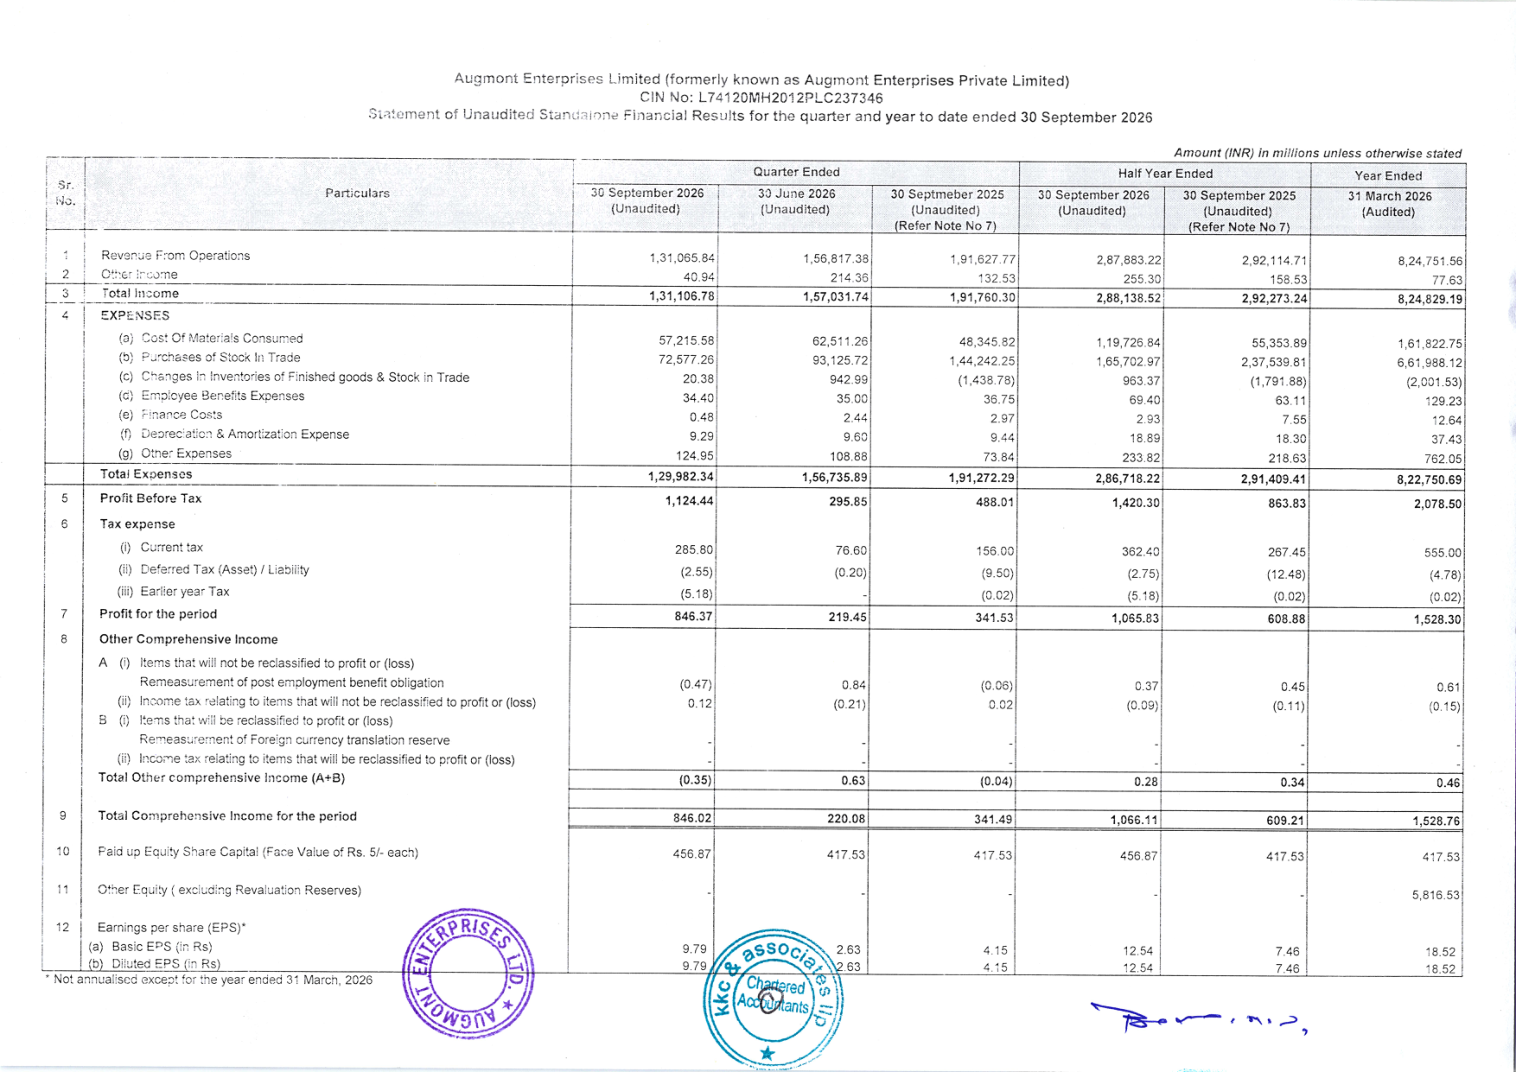 Augmont Enterprises Limited (formerly known as Augmont Enterprises Private Limited)
CIN No: L74120MH2012PLC237346
Statement of Unaudited Standalone Financial Results for the quarter and year to date ended 30 September 2026
Amount (INR) in millions unless otherwise stated
Sr. No. Particulars Quarter Ended Half Year Ended Year Ended
30 September 2026 30 June 2026 30 Septmeber 2025 30 September 2026 30 September 2025 31 March 2026
(Unaudited) (Unaudited) (Unaudited) (Unaudited) (Unaudited) (Audited)
(Refer Note No 7) (Refer Note No 7)
1 Revenue From Operations 1,31,065.84 1,56,817.38 1,91,627.77 2,87,883.22 2,92,114.71 8,24,751.56
2 Other Income 40.94 214.36 132.53 255.30 158.53 77.63
3 Total Income 1,31,106.78 1,57,031.74 1,91,760.30 2,88,138.52 2,92,273.24 8,24,829.19
4 EXPENSES
(a) Cost Of Materials Consumed 57,215.58 62,511.26 48,345.82 1,19,726.84 55,353.89 1,61,822.75
(b) Purchases of Stock In Trade 72,577.26 93,125.72 1,44,242.25 1,65,702.97 2,37,539.81 6,61,988.12
(c) Changes In Inventories of Finished goods & Stock in Trade 20.38 942.99 (1,438.78) 963.37 (1,791.88) (2,001.53)
(d) Employee Benefits Expenses 34.40 35.00 36.75 69.40 63.11 129.23
(e) Finance Costs 0.48 2.44 2.97 2.93 7.55 12.64
(f) Depreciation & Amortization Expense 9.29 9.60 9.44 18.89 18.30 37.43
(g) Other Expenses 124.95 108.88 73.84 233.82 218.63 762.05
Total Expenses 1,29,982.34 1,56,735.89 1,91,272.29 2,86,718.22 2,91,409.41 8,22,750.69
5 Profit Before Tax 1,124.44 295.85 488.01 1,420.30 863.83 2,078.50
6 Tax expense
(i) Current tax 285.80 76.60 156.00 362.40 267.45 555.00
(ii) Deferred Tax (Asset) / Liability (2.55) (0.20) (9.50) (2.75) (12.48) (4.78)
(iii) Earlier year Tax (5.18) - (0.02) (5.18) (0.02) (0.02)
7 Profit for the period 846.37 219.45 341.53 1,065.83 608.88 1,528.30
8 Other Comprehensive Income
A (i) Items that will not be reclassified to profit or (loss)
Remeasurement of post employment benefit obligation (0.47) 0.84 (0.06) 0.37 0.45 0.61
(ii) Income tax relating to items that will not be reclassified to profit or (loss) 0.12 (0.21) 0.02 (0.09) (0.11) (0.15)
B (i) Items that will be reclassified to profit or (loss)
Remeasurement of Foreign currency translation reserve - - - - - -
(ii) Income tax relating to items that will be reclassified to profit or (loss) - - - - - -
Total Other comprehensive Income (A+B) (0.35) 0.63 (0.04) 0.28 0.34 0.46
9 Total Comprehensive Income for the period 846.02 220.08 341.49 1,066.11 609.21 1,528.76
10 Paid up Equity Share Capital (Face Value of Rs. 5/- each) 456.87 417.53 417.53 456.87 417.53 417.53
11 Other Equity ( excluding Revaluation Reserves) - - - - - 5,816.53
12 Earnings per share (EPS)*
(a) Basic EPS (in Rs) 9.79 2.63 4.15 12.54 7.46 18.52
(b) Diluted EPS (in Rs) 9.79 2.63 4.15 12.54 7.46 18.52
* Not annualised except for the year ended 31 March, 2026
AUGMONT ENTERPRISES LTD.
kkc & associates llp
Chartered
Accountants